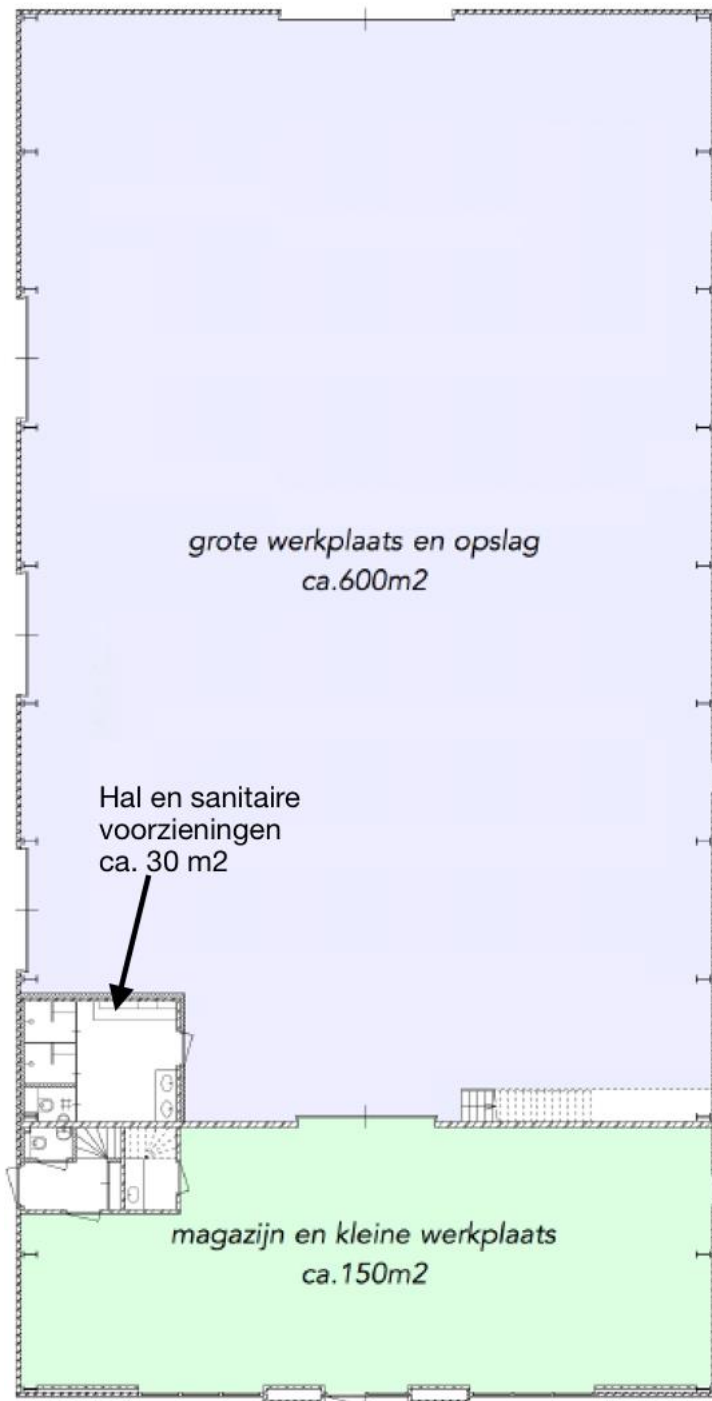 grote werkplaats en opslag
ca.600m2
Hal en sanitaire
voorzieningen
ca. 30 m2
magazijn en kleine werkplaats
ca.150m2